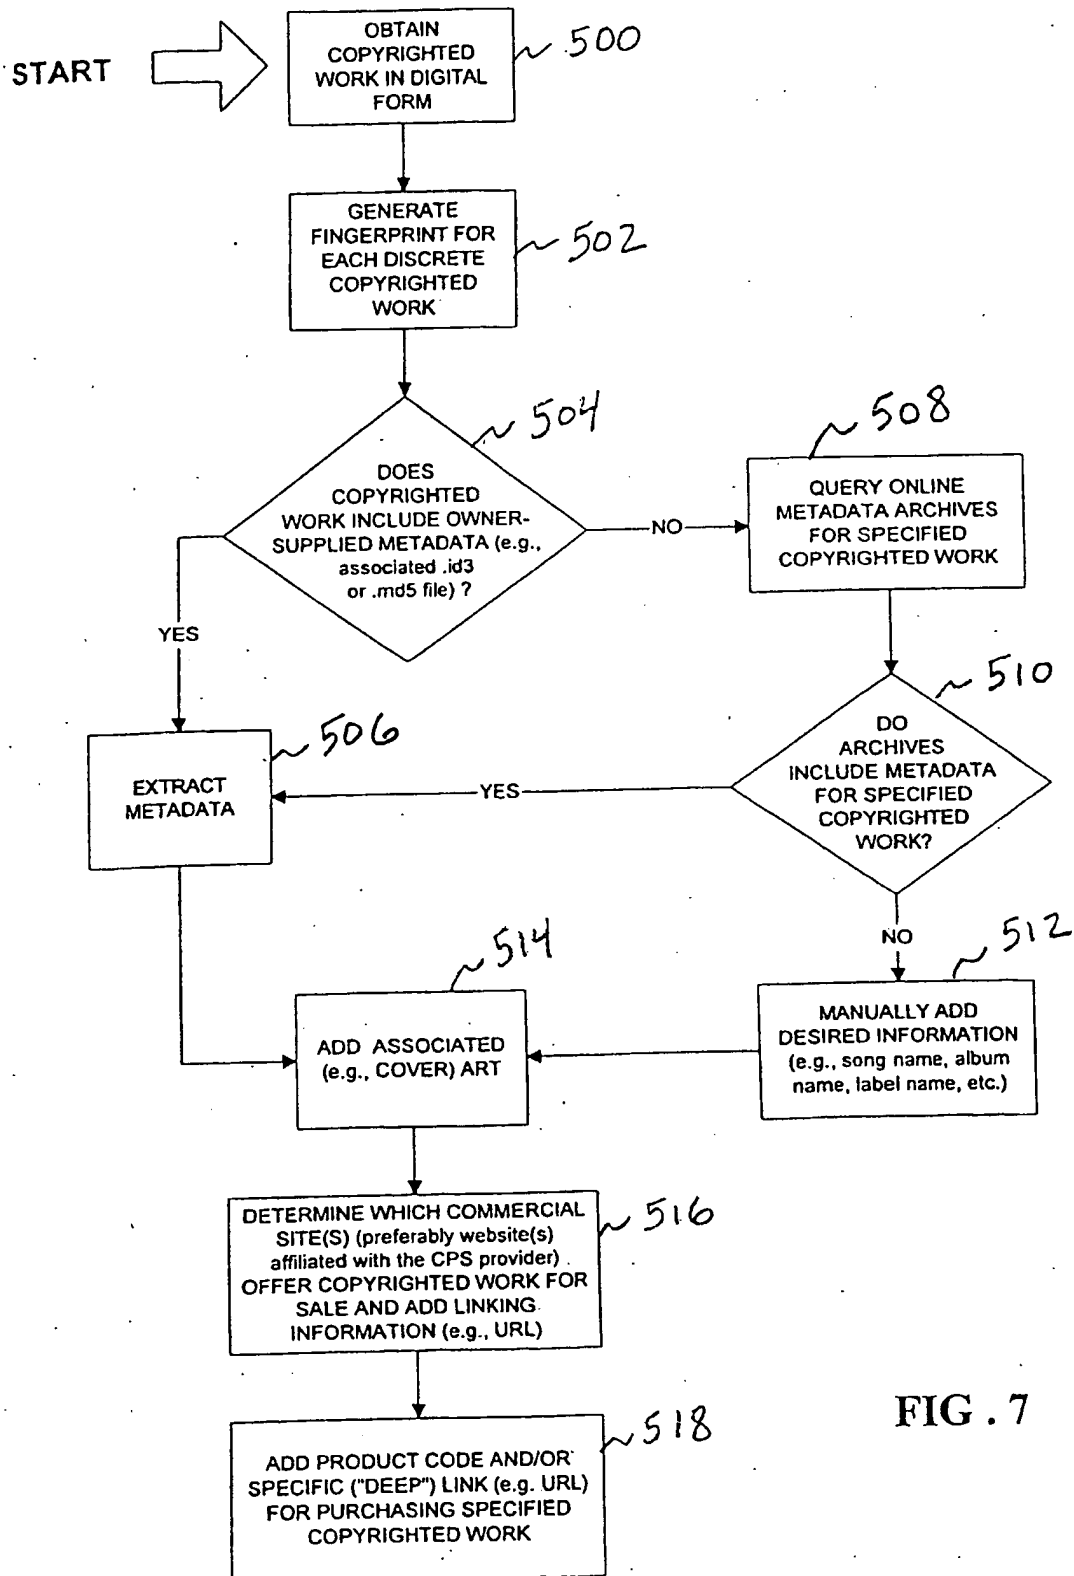 START
OBTAIN
COPYRIGHTED
WORK IN DIGITAL
FORM
500
GENERATE
FINGERPRINT FOR
EACH DISCRETE
COPYRIGHTED
WORK
502
504
DOES
COPYRIGHTED
WORK INCLUDE OWNER-
SUPPLIED METADATA (e.g.,
associated .id3
or .md5 file) ?
NO
508
QUERY ONLINE
METADATA ARCHIVES
FOR SPECIFIED
COPYRIGHTED WORK
YES
506
EXTRACT
METADATA
510
DO
ARCHIVES
INCLUDE METADATA
FOR SPECIFIED
COPYRIGHTED
WORK?
YES
NO
512
MANUALLY ADD
DESIRED INFORMATION
(e.g., song name, album
name, label name, etc.)
514
ADD ASSOCIATED
(e.g., COVER) ART
DETERMINE WHICH COMMERCIAL
SITE(S) (preferably website(s)
affiliated with the CPS provider)
OFFER COPYRIGHTED WORK FOR
SALE AND ADD LINKING
INFORMATION (e.g., URL)
516
ADD PRODUCT CODE AND/OR
SPECIFIC ("DEEP") LINK (e.g. URL)
FOR PURCHASING SPECIFIED
COPYRIGHTED WORK
518
FIG . 7